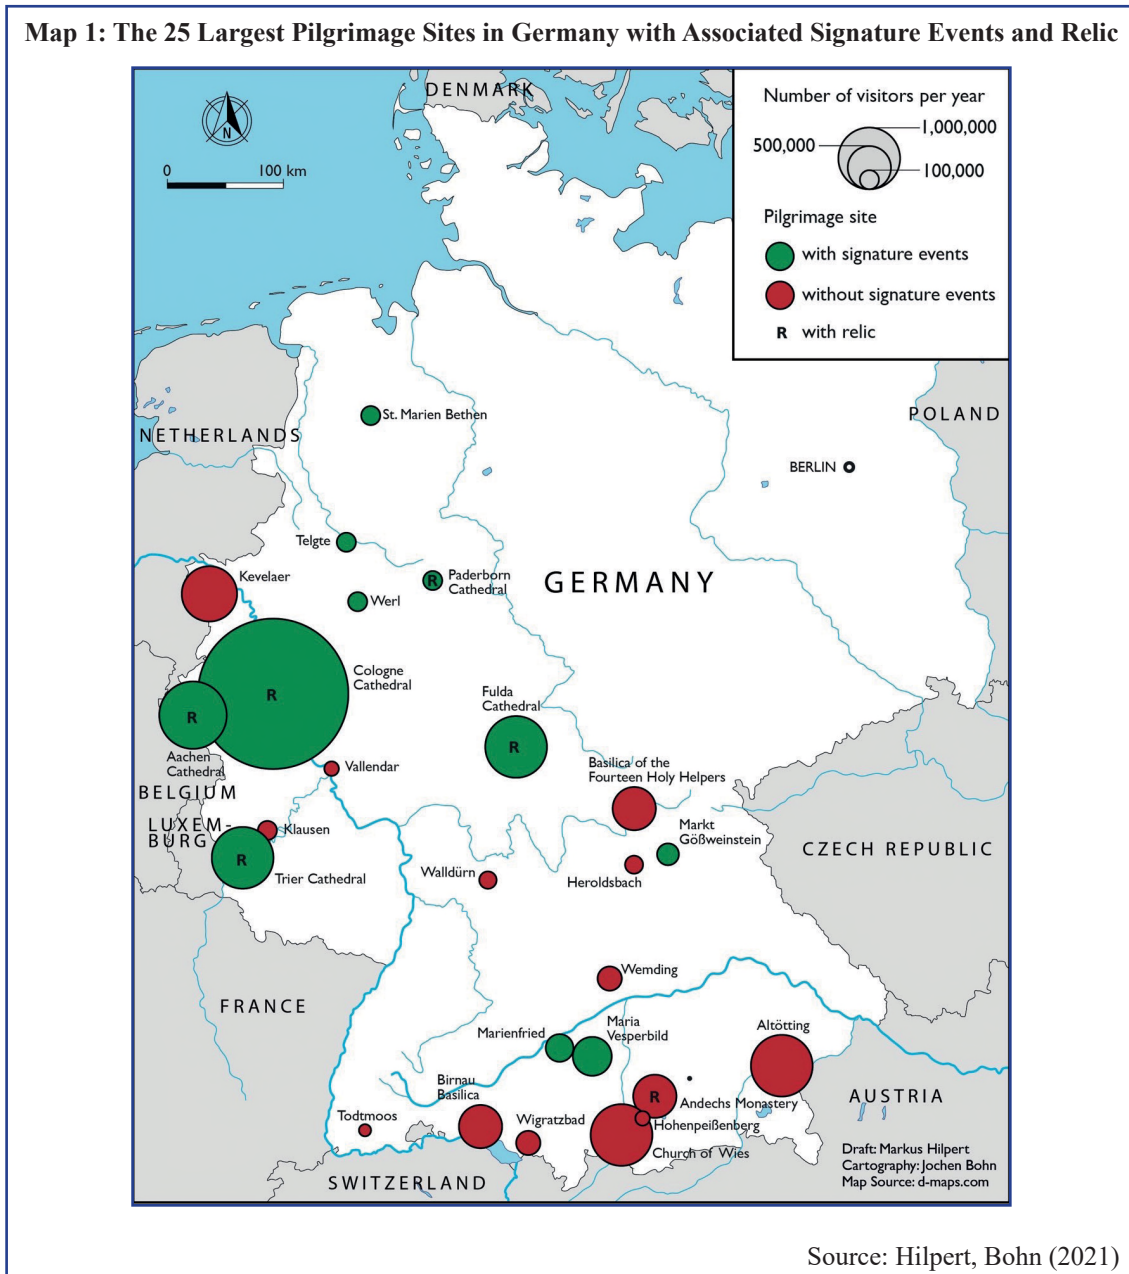 Map 1: The 25 Largest Pilgrimage Sites in Germany with Associated Signature Events and Relic
DENMARK
N
0 100 km
Number of visitors per year
1,000,000
500,000
100,000
Pilgrimage site
with signature events
without signature events
R with relic
St. Marien Bethen
NETHERLANDS
POLAND
BERLIN
Telgte
Kevelaer
R
Paderborn
Cathedral
GERMANY
Werl
Cologne
Cathedral
R
Fulda
Cathedral
R
R
Aachen
Cathedral
Vallendar
Basilica of the
Fourteen Holy Helpers
BELGIUM
LUXEM-
BURG
Klausen
Markt
Gößweinstein
CZECH REPUBLIC
R
Trier Cathedral
Walldürn
Heroldsbach
Wemding
FRANCE
Marienfried
Maria
Vesperbild
Altötting
Birnau
Basilica
R
Andechs Monastery
AUSTRIA
Todtmoos
Wigratzbad
Hohenpeißenberg
Church of Wies
SWITZERLAND
Draft: Markus Hilpert
Cartography: Jochen Bohn
Map Source: d-maps.com
Source: Hilpert, Bohn (2021)